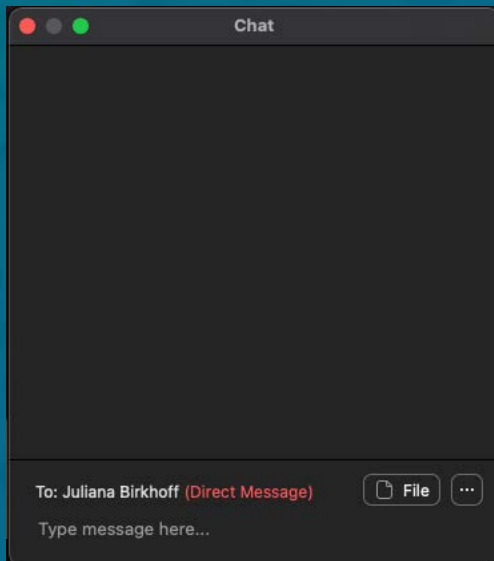 Chat
To: Juliana Birkhoff (Direct Message)
File
...
Type message here...